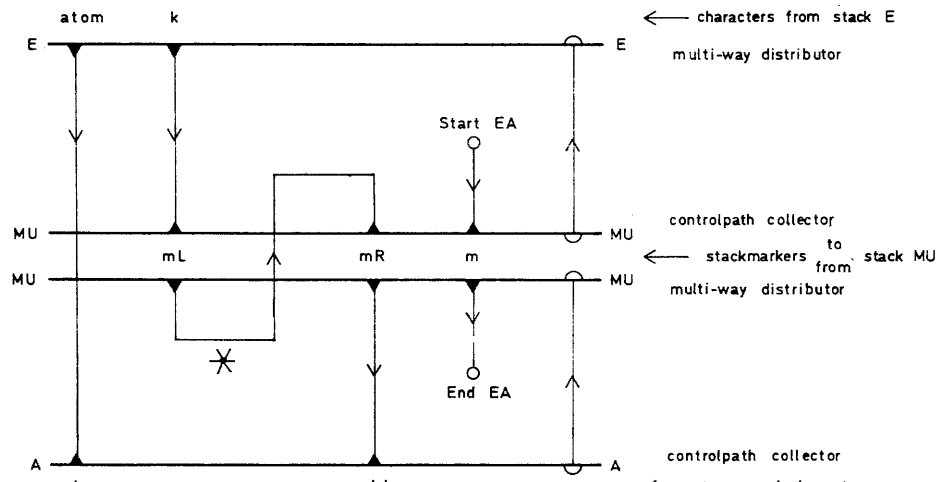 atom k
← characters from stack E
E E
multi-way distributor
Start EA
MU MU
controlpath collector
mL mR m
← stackmarkers to from stack MU
MU MU
multi-way distributor
End EA
A A
controlpath collector